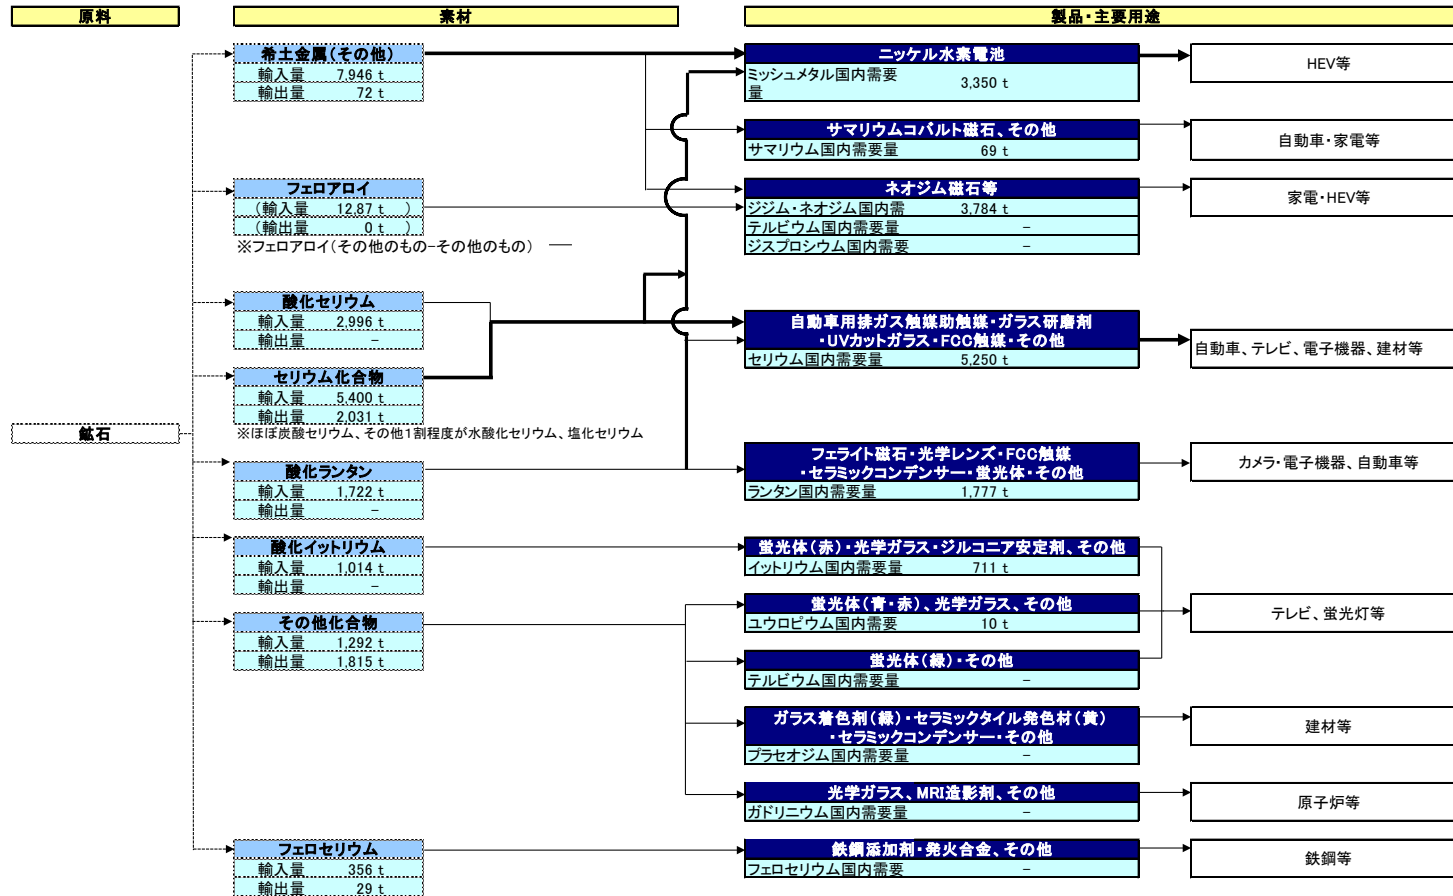 原料
素材
製品・主要用途
鉱石
希土金属(その他)
輸入量 7,946 t
輸出量 72 t
フェロアロイ
(輸入量 12,87 t )
(輸出量 0 t )
※フェロアロイ(その他のもの-その他のもの) ―
酸化セリウム
輸入量 2,996 t
輸出量 -
セリウム化合物
輸入量 5,400 t
輸出量 2,031 t
※ほぼ炭酸セリウム、その他1割程度が水酸化セリウム、塩化セリウム
酸化ランタン
輸入量 1,722 t
輸出量 -
酸化イットリウム
輸入量 1,014 t
輸出量 -
その他化合物
輸入量 1,292 t
輸出量 1,815 t
フェロセリウム
輸入量 356 t
輸出量 29 t
ニッケル水素電池
ミッシュメタル国内需要
量 3,350 t
サマリウムコバルト磁石、その他
サマリウム国内需要量 69 t
ネオジム磁石等
ジジム・ネオジム国内需 3,784 t
テルビウム国内需要量 -
ジスプロシウム国内需要 -
自動車用排ガス触媒助触媒・ガラス研磨剤
・UVカットガラス・FCC触媒・その他
セリウム国内需要量 5,250 t
フェライト磁石・光学レンズ・FCC触媒
・セラミックコンデンサー・蛍光体・その他
ランタン国内需要量 1,777 t
蛍光体(赤)・光学ガラス・ジルコニア安定剤、その他
イットリウム国内需要量 711 t
蛍光体(青・赤)、光学ガラス、その他
ユウロピウム国内需要 10 t
蛍光体(緑)・その他
テルビウム国内需要量 -
ガラス着色剤(緑)・セラミックタイル発色材(黄)
・セラミックコンデンサー・その他
プラセオジム国内需要量 -
光学ガラス、MRI造影剤、その他
ガドリニウム国内需要量 -
鉄鋼添加剤・発火合金、その他
フェロセリウム国内需要 -
HEV等
自動車・家電等
家電・HEV等
自動車、テレビ、電子機器、建材等
カメラ・電子機器、自動車等
テレビ、蛍光灯等
建材等
原子炉等
鉄鋼等